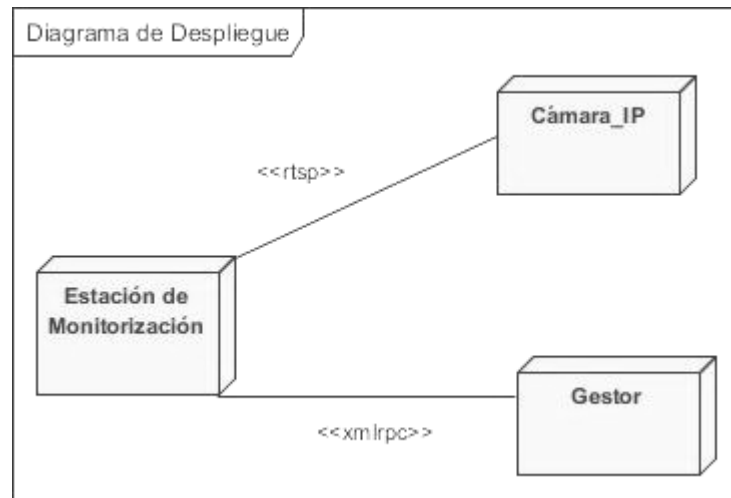 Diagrama de Despliegue
Cámara_IP
<<rtsp>>
Estación de
Monitorización
Gestor
<<xmlrpc>>